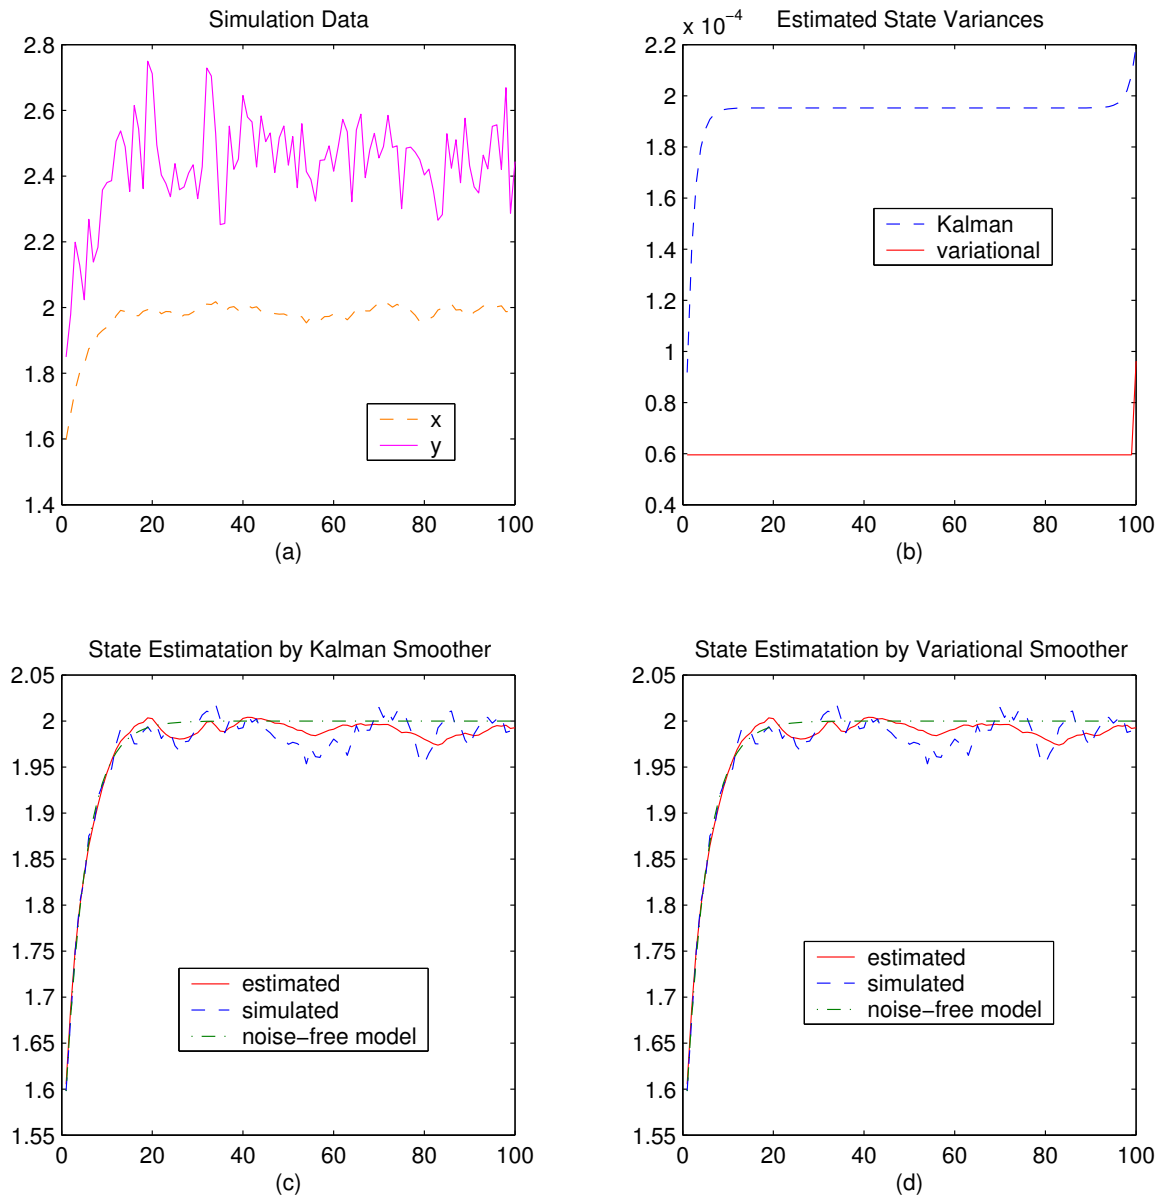 Simulation Data
2.8
2.6
2.4
2.2
2
1.8
1.6
1.4
0 20 40 60 80 100
x
y
(a)
Estimated State Variances
x 10−4
2.2
2
1.8
1.6
1.4
1.2
1
0.8
0.6
0.4
0 20 40 60 80 100
Kalman
variational
(b)
State Estimatation by Kalman Smoother
2.05
2
1.95
1.9
1.85
1.8
1.75
1.7
1.65
1.6
1.55
0 20 40 60 80 100
estimated
simulated
noise−free model
(c)
State Estimatation by Variational Smoother
2.05
2
1.95
1.9
1.85
1.8
1.75
1.7
1.65
1.6
1.55
0 20 40 60 80 100
estimated
simulated
noise−free model
(d)